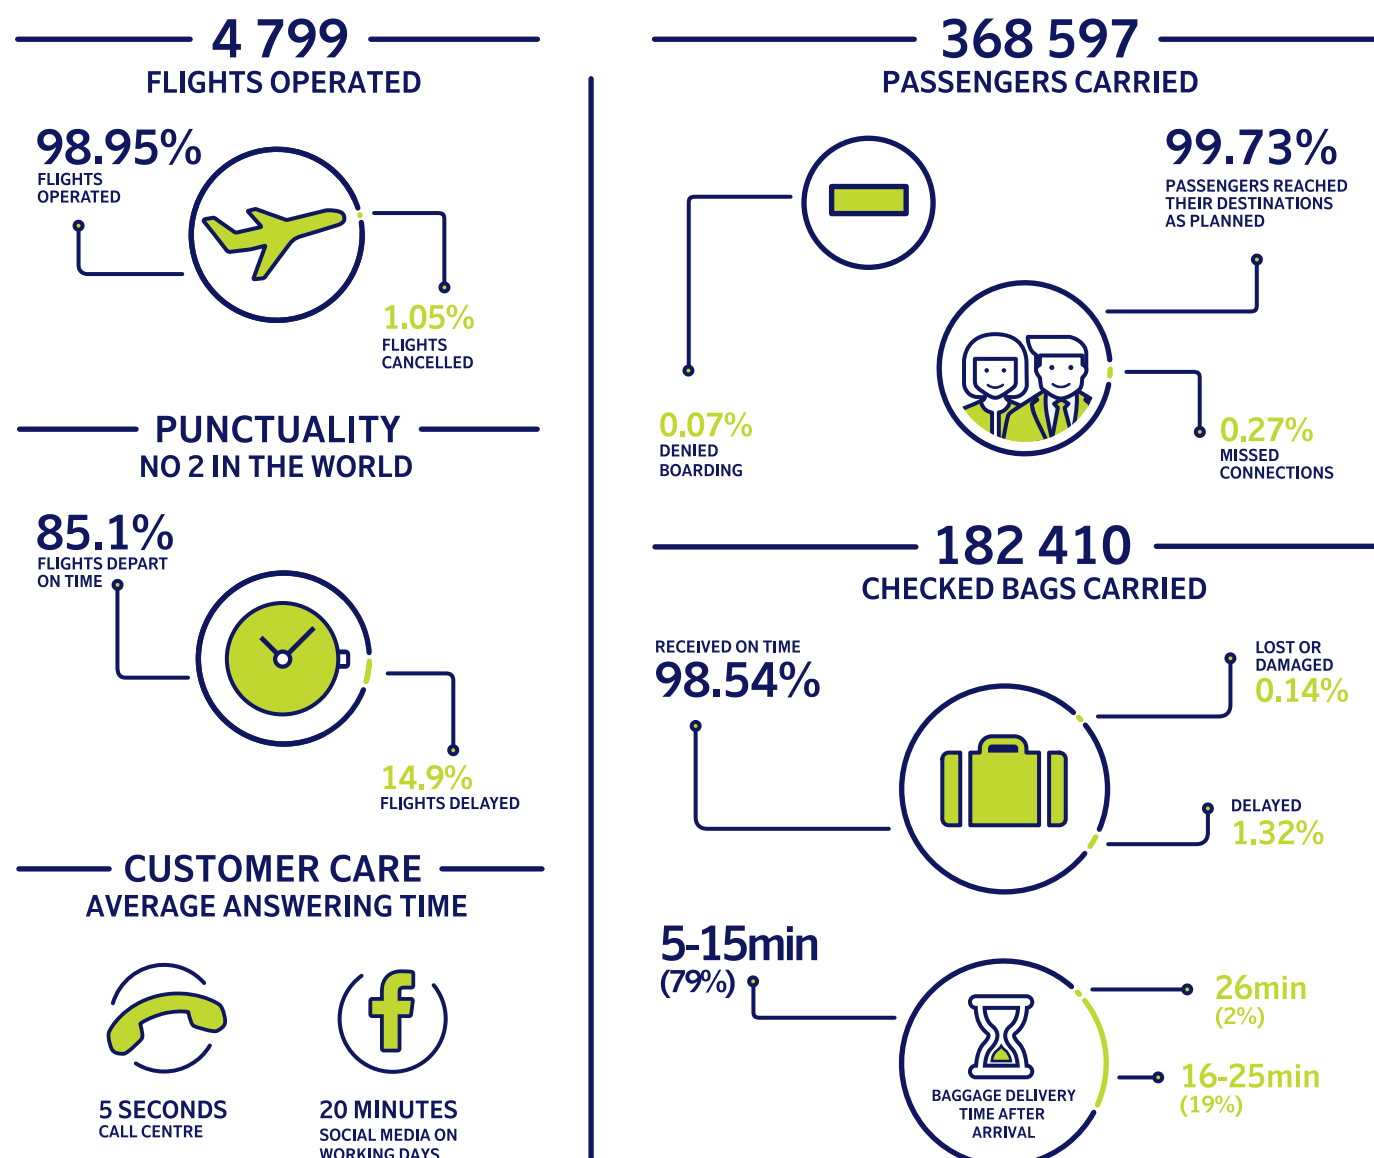 4 799
FLIGHTS OPERATED
98.95%
FLIGHTS
OPERATED
1.05%
FLIGHTS
CANCELLED
PUNCTUALITY
NO 2 IN THE WORLD
85.1%
FLIGHTS DEPART
ON TIME
14.9%
FLIGHTS DELAYED
CUSTOMER CARE
AVERAGE ANSWERING TIME
5 SECONDS
CALL CENTRE
20 MINUTES
SOCIAL MEDIA ON
WORKING DAYS
368 597
PASSENGERS CARRIED
99.73%
PASSENGERS REACHED
THEIR DESTINATIONS
AS PLANNED
0.07%
DENIED
BOARDING
0.27%
MISSED
CONNECTIONS
182 410
CHECKED BAGS CARRIED
RECEIVED ON TIME
98.54%
LOST OR
DAMAGED
0.14%
DELAYED
1.32%
5-15min
(79%)
26min
(2%)
16-25min
(19%)
BAGGAGE DELIVERY
TIME AFTER
ARRIVAL